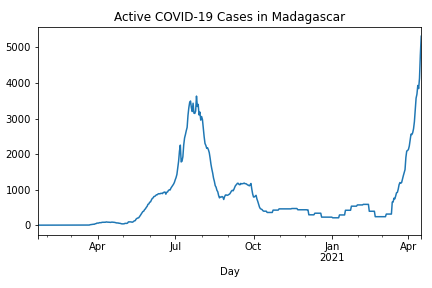 Active COVID-19 Cases in Madagascar
5000
4000
3000
2000
1000
0
Apr
Jul
Oct
Jan
2021
Apr
Day